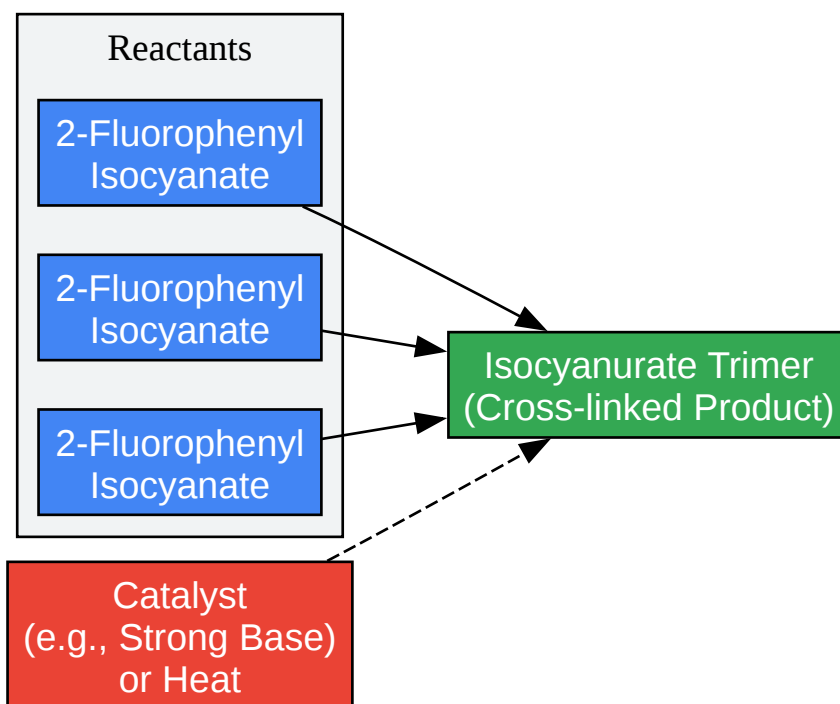 Reactants
2-Fluorophenyl
Isocyanate
2-Fluorophenyl
Isocyanate
2-Fluorophenyl
Isocyanate
Isocyanurate Trimer
(Cross-linked Product)
Catalyst
(e.g., Strong Base)
or Heat